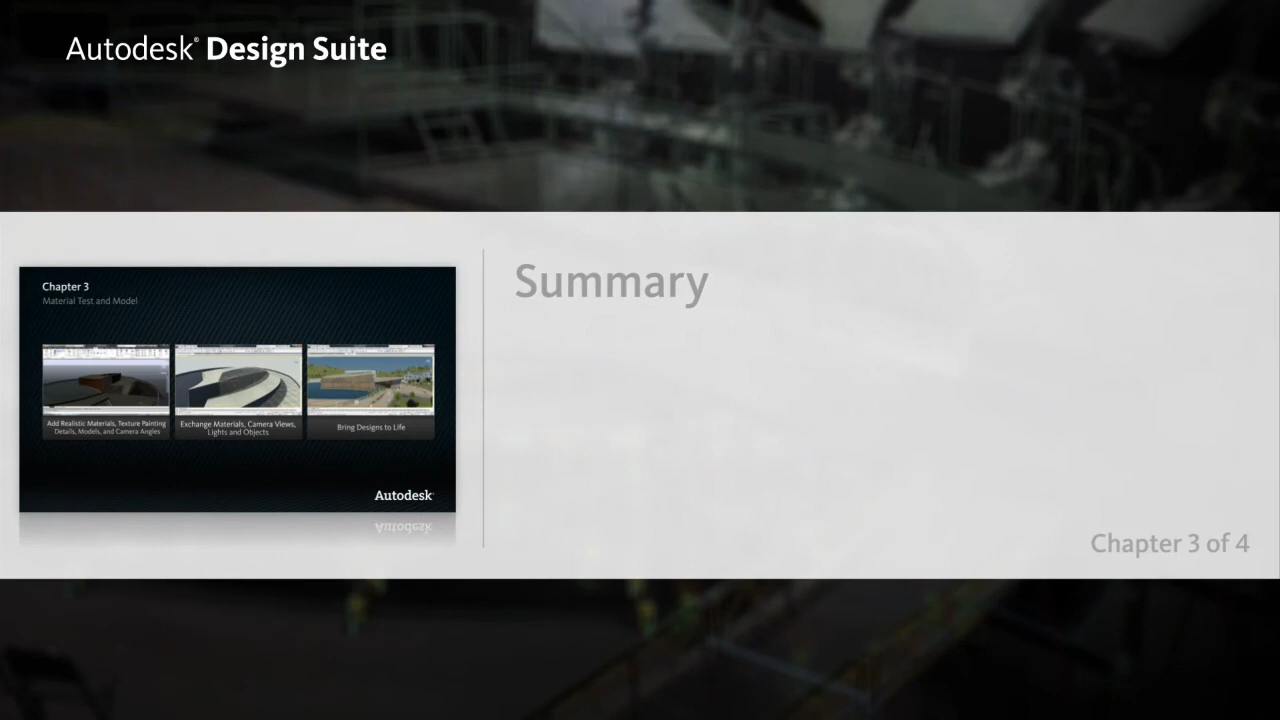 Autodesk® Design Suite
Chapter 3
Material Test and Model
Add Realistic Materials, Texture Painting
Details, Models, and Camera Angles
Exchange Materials, Camera Views,
Lights and Objects
Bring Designs to Life
Autodesk
Summary
Chapter 3 of 4